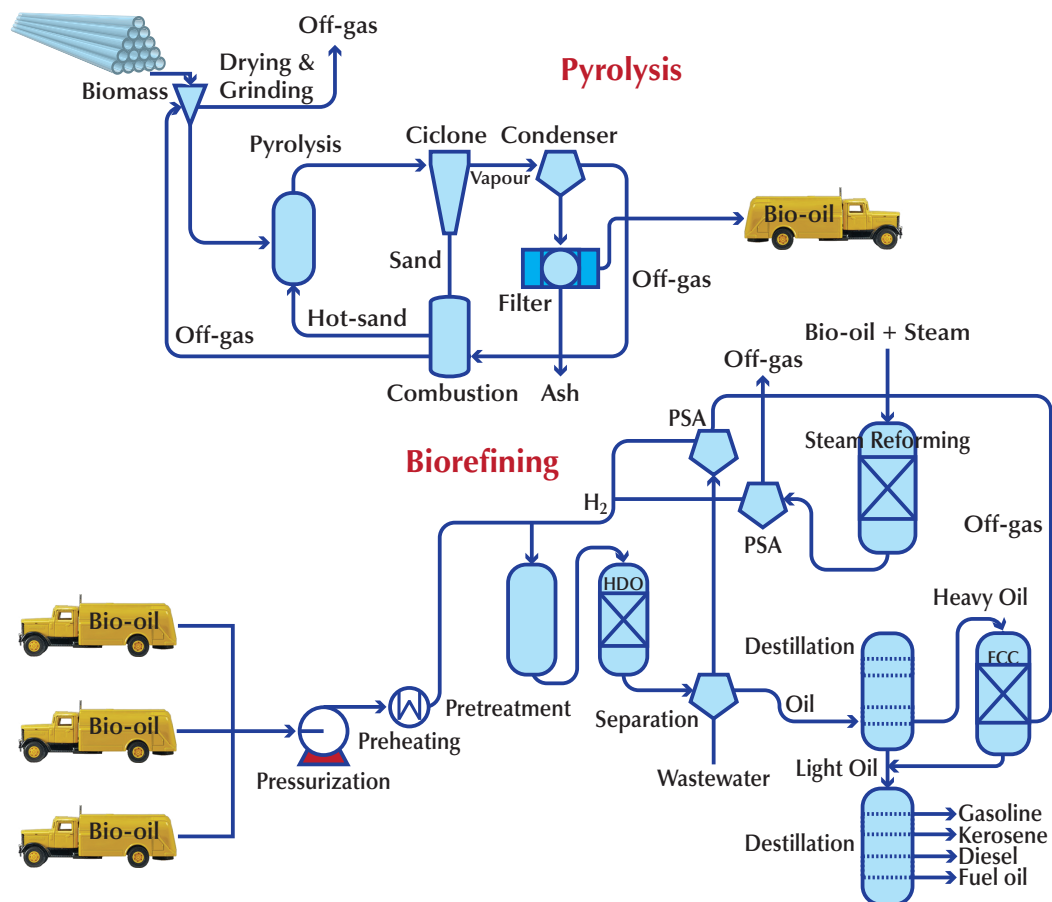 Off-gas
Drying &
Grinding
Biomass
Pyrolysis
Pyrolysis
Ciclone
Condenser
Vapour
Bio-oil
Sand
Filter
Off-gas
Hot-sand
Off-gas
Combustion
Ash
Bio-oil + Steam
Off-gas
PSA
Steam Reforming
Biorefining
H₂
PSA
Off-gas
HDO
Heavy Oil
Bio-oil
Destillation
FCC
Pretreatment
Separation
Oil
Bio-oil
Preheating
Pressurization
Wastewater
Light Oil
Bio-oil
Destillation
Gasoline
Kerosene
Diesel
Fuel oil